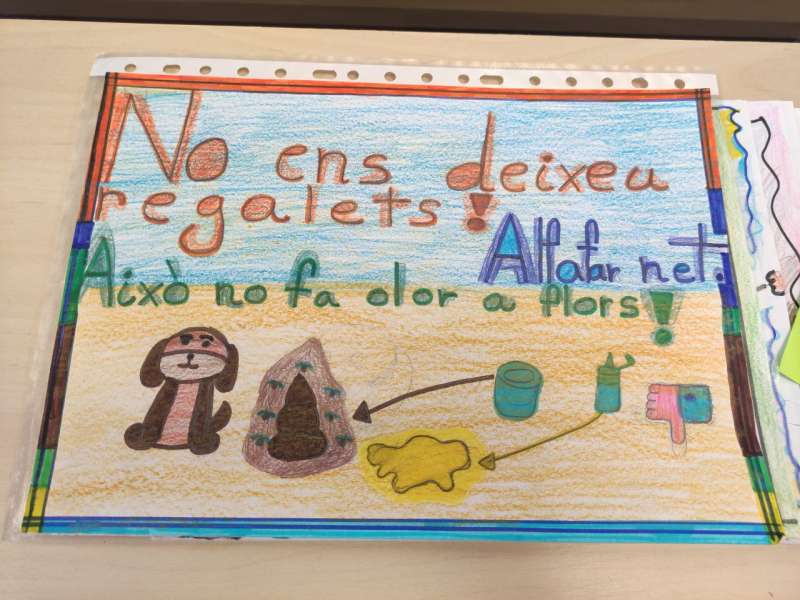 No ens deixeu
regalets!
Alfafar net.
Això no fa olor a flors!